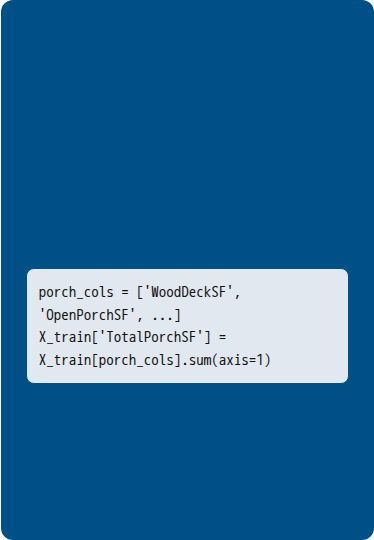 porch_cols = ['WoodDeckSF',
'OpenPorchSF', ...]
X_train['TotalPorchSF'] =
X_train[porch_cols].sum(axis=1)